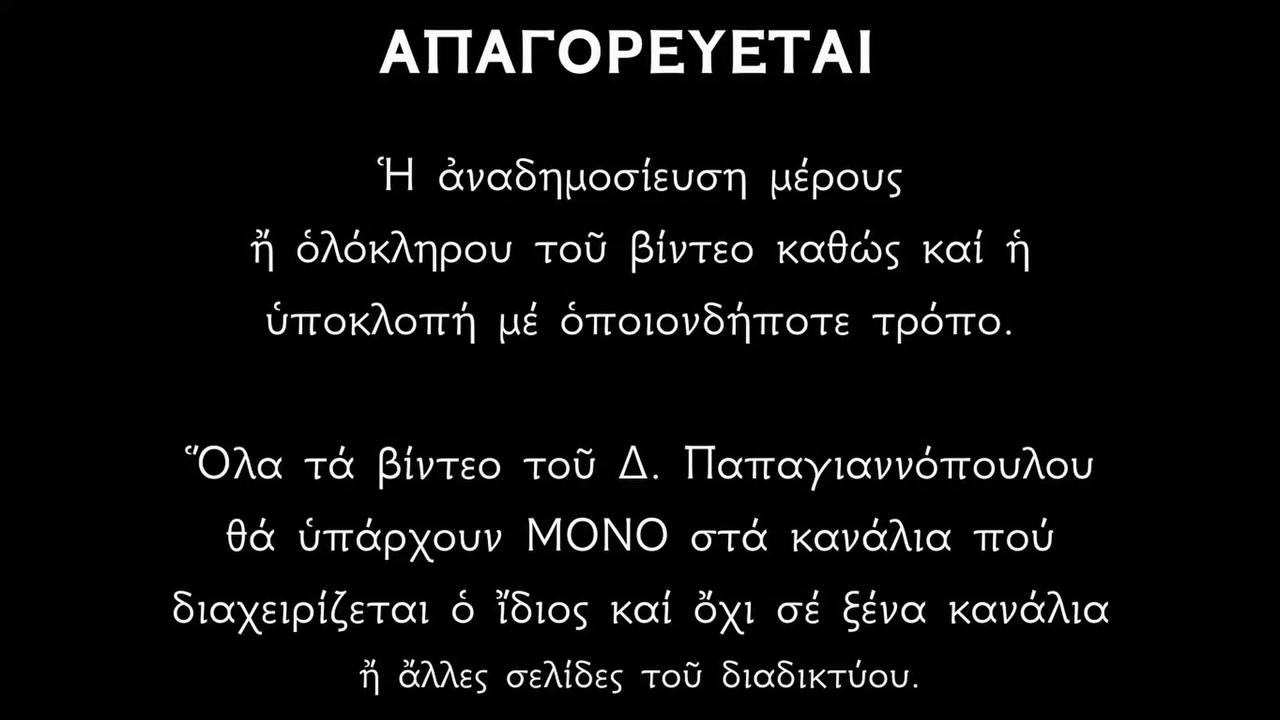 ΑΠΑΓΟΡΕΥΕΤΑΙ
Ἡ ἀναδημοσίευση μέρους
ἤ ὁλόκληρου τοῦ βίντεο καθώς καί ἡ
ὑποκλοπή μέ ὁποιονδήποτε τρόπο.
Ὅλα τά βίντεο τοῦ Δ. Παπαγιαννόπουλου
θά ὑπάρχουν ΜΟΝΟ στά κανάλια πού
διαχειρίζεται ὁ ἴδιος καί ὄχι σέ ξένα κανάλια
ἤ ἄλλες σελίδες τοῦ διαδικτύου.